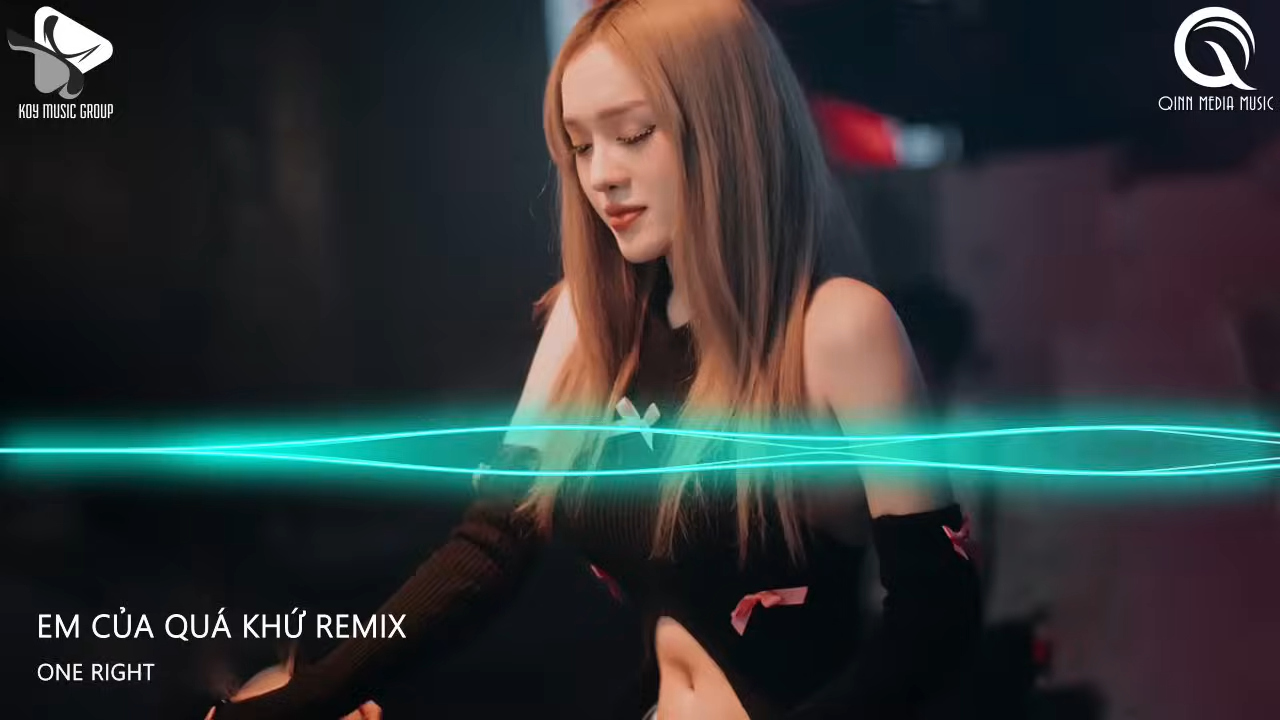 KOY MUSIC GROUP
QINN MEDIA MUSIC
EM CỦA QUÁ KHỨ REMIX
ONE RIGHT